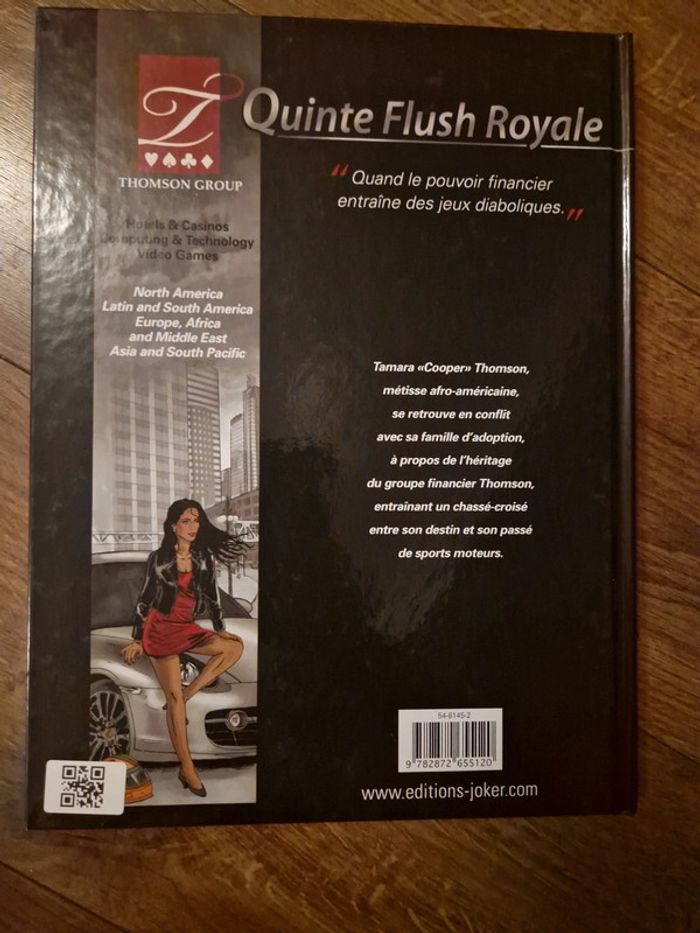 Quinte Flush Royale
THOMSON GROUP
Hotels & Casinos
Computing & Technology
Video Games
North America
Latin and South America
Europe, Africa
and Middle East
Asia and South Pacific
“ Quand le pouvoir financier
entraîne des jeux diaboliques. ”
Tamara «Cooper» Thomson,
métisse afro-américaine,
se retrouve en conflit
avec sa famille d’adoption,
à propos de l’héritage
du groupe financier Thomson,
entraînant un chassé-croisé
entre son destin et son passé
de sports moteurs.
54-6145-2
9 782872 655120
www.editions-joker.com